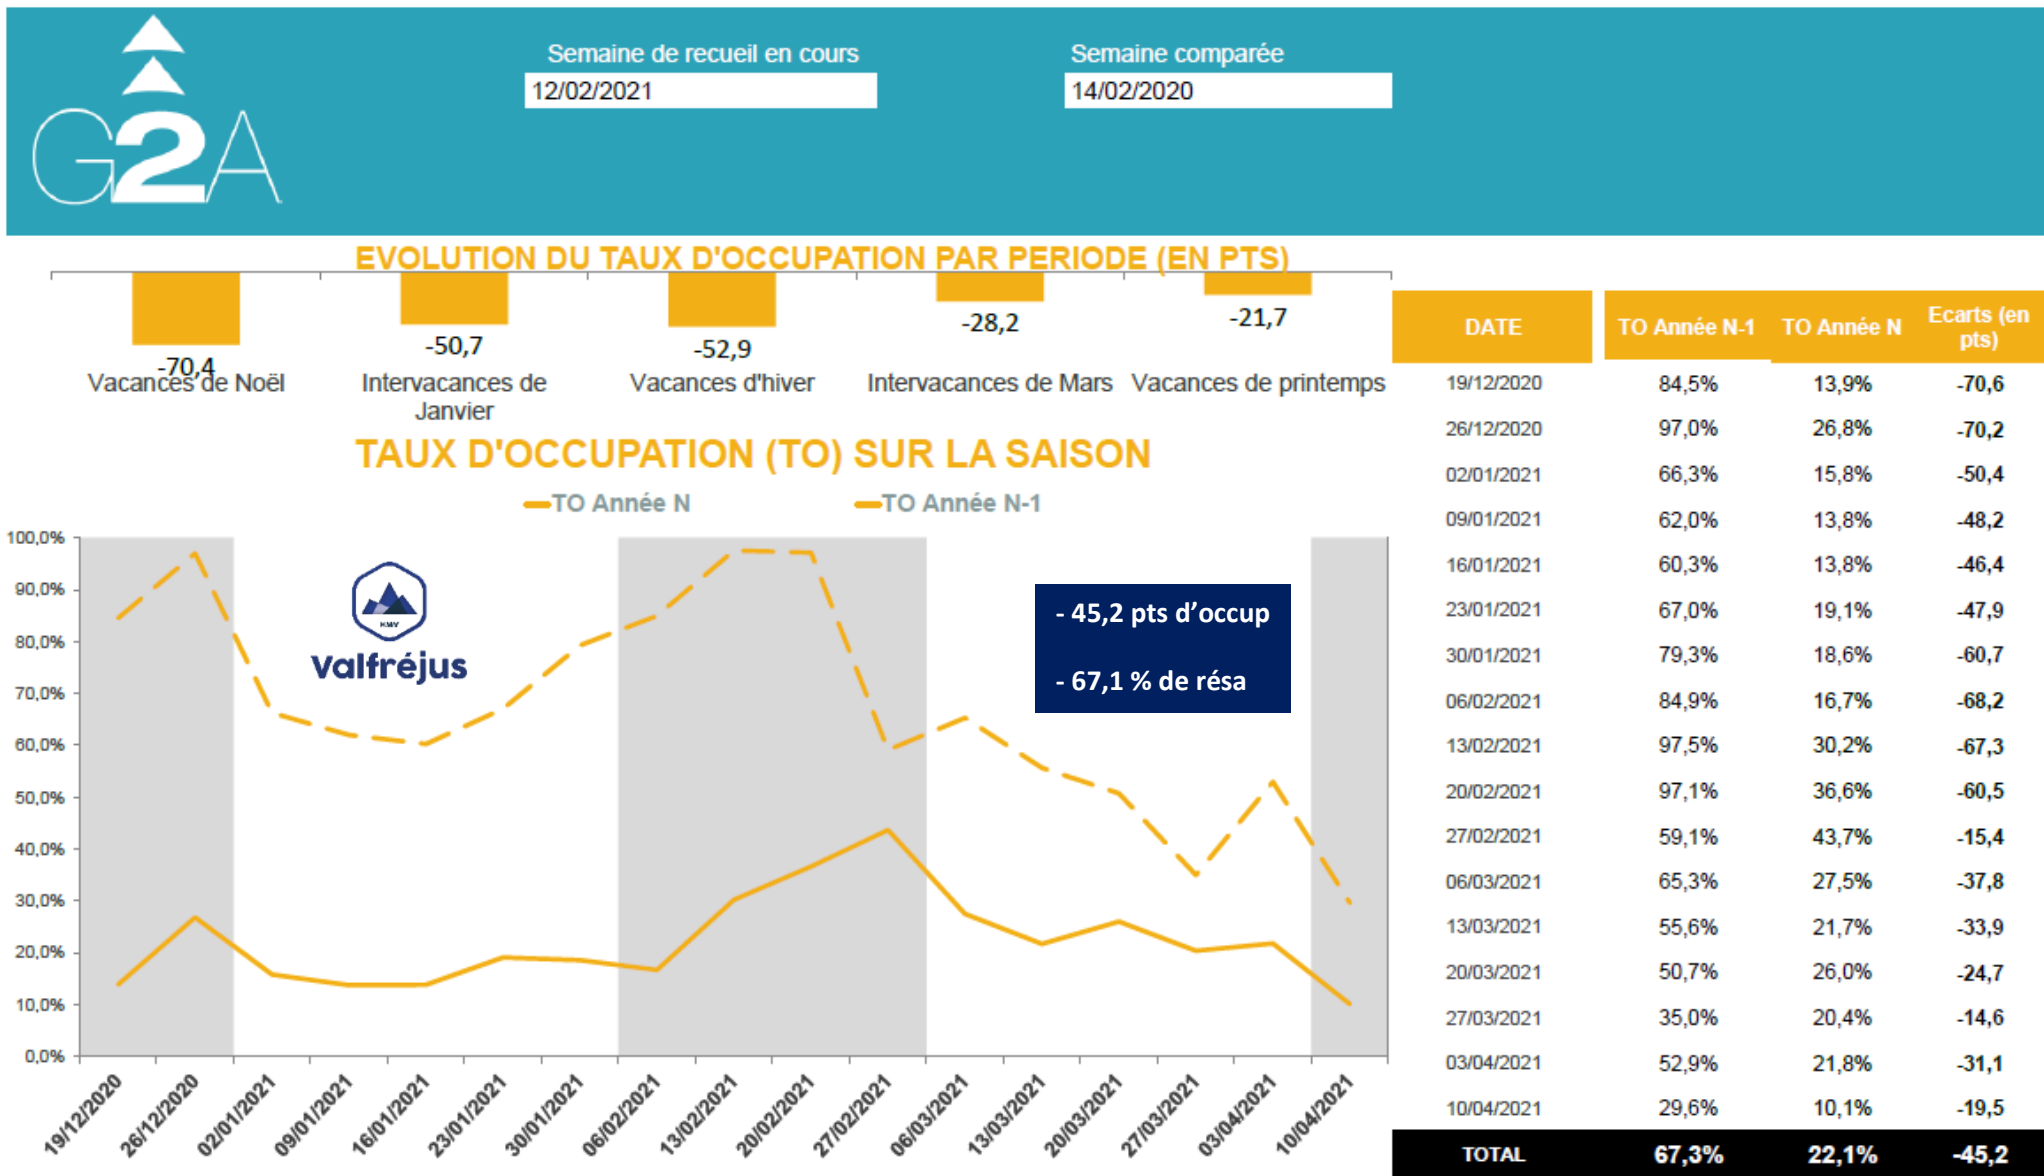 G2A
Semaine de recueil en cours
12/02/2021
Semaine comparée
14/02/2020
EVOLUTION DU TAUX D'OCCUPATION PAR PERIODE (EN PTS)
-70,4
-50,7
-52,9
-28,2
-21,7
Vacances de Noël
Intervacances de
Janvier
Vacances d'hiver
Intervacances de Mars
Vacances de printemps
TAUX D'OCCUPATION (TO) SUR LA SAISON
TO Année N
TO Année N-1
100,0%
90,0%
80,0%
70,0%
60,0%
50,0%
40,0%
30,0%
20,0%
10,0%
0,0%
HMV
Valfréjus
- 45,2 pts d’occup
- 67,1 % de résa
19/12/2020
26/12/2020
02/01/2021
09/01/2021
16/01/2021
23/01/2021
30/01/2021
06/02/2021
13/02/2021
20/02/2021
27/02/2021
06/03/2021
13/03/2021
20/03/2021
27/03/2021
03/04/2021
10/04/2021
DATE TO Année N-1 TO Année N Ecarts (en
pts)
19/12/2020 84,5% 13,9% -70,6
26/12/2020 97,0% 26,8% -70,2
02/01/2021 66,3% 15,8% -50,4
09/01/2021 62,0% 13,8% -48,2
16/01/2021 60,3% 13,8% -46,4
23/01/2021 67,0% 19,1% -47,9
30/01/2021 79,3% 18,6% -60,7
06/02/2021 84,9% 16,7% -68,2
13/02/2021 97,5% 30,2% -67,3
20/02/2021 97,1% 36,6% -60,5
27/02/2021 59,1% 43,7% -15,4
06/03/2021 65,3% 27,5% -37,8
13/03/2021 55,6% 21,7% -33,9
20/03/2021 50,7% 26,0% -24,7
27/03/2021 35,0% 20,4% -14,6
03/04/2021 52,9% 21,8% -31,1
10/04/2021 29,6% 10,1% -19,5
TOTAL 67,3% 22,1% -45,2